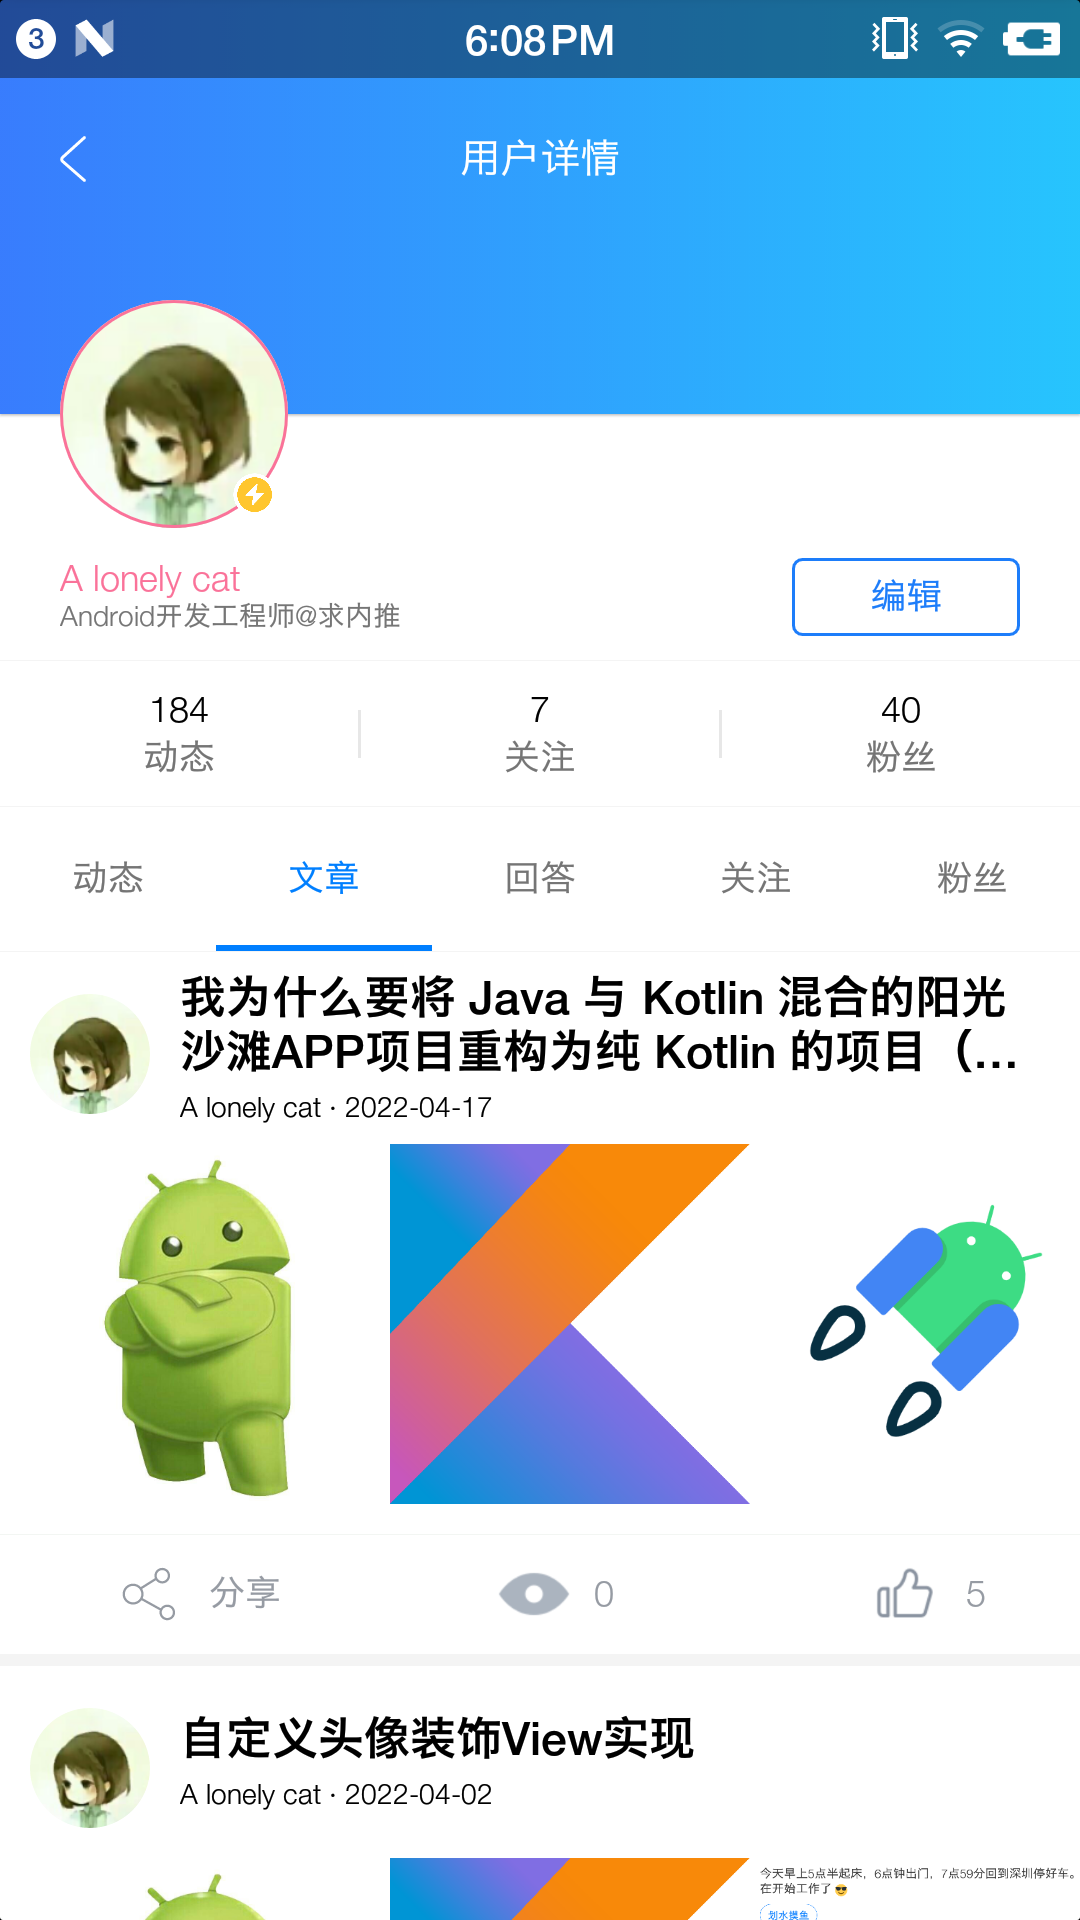 3
6:08 PM
用户详情
A lonely cat
Android开发工程师@求内推
编辑
184
动态
7
关注
40
粉丝
动态
文章
回答
关注
粉丝
我为什么要将 Java 与 Kotlin 混合的阳光
沙滩APP项目重构为纯 Kotlin 的项目（...
A lonely cat · 2022-04-17
分享
0
5
自定义头像装饰View实现
A lonely cat · 2022-04-02
今天早上5点半起床，6点钟出门，7点59分回到深圳停好车。
在开始工作了
划水摸鱼